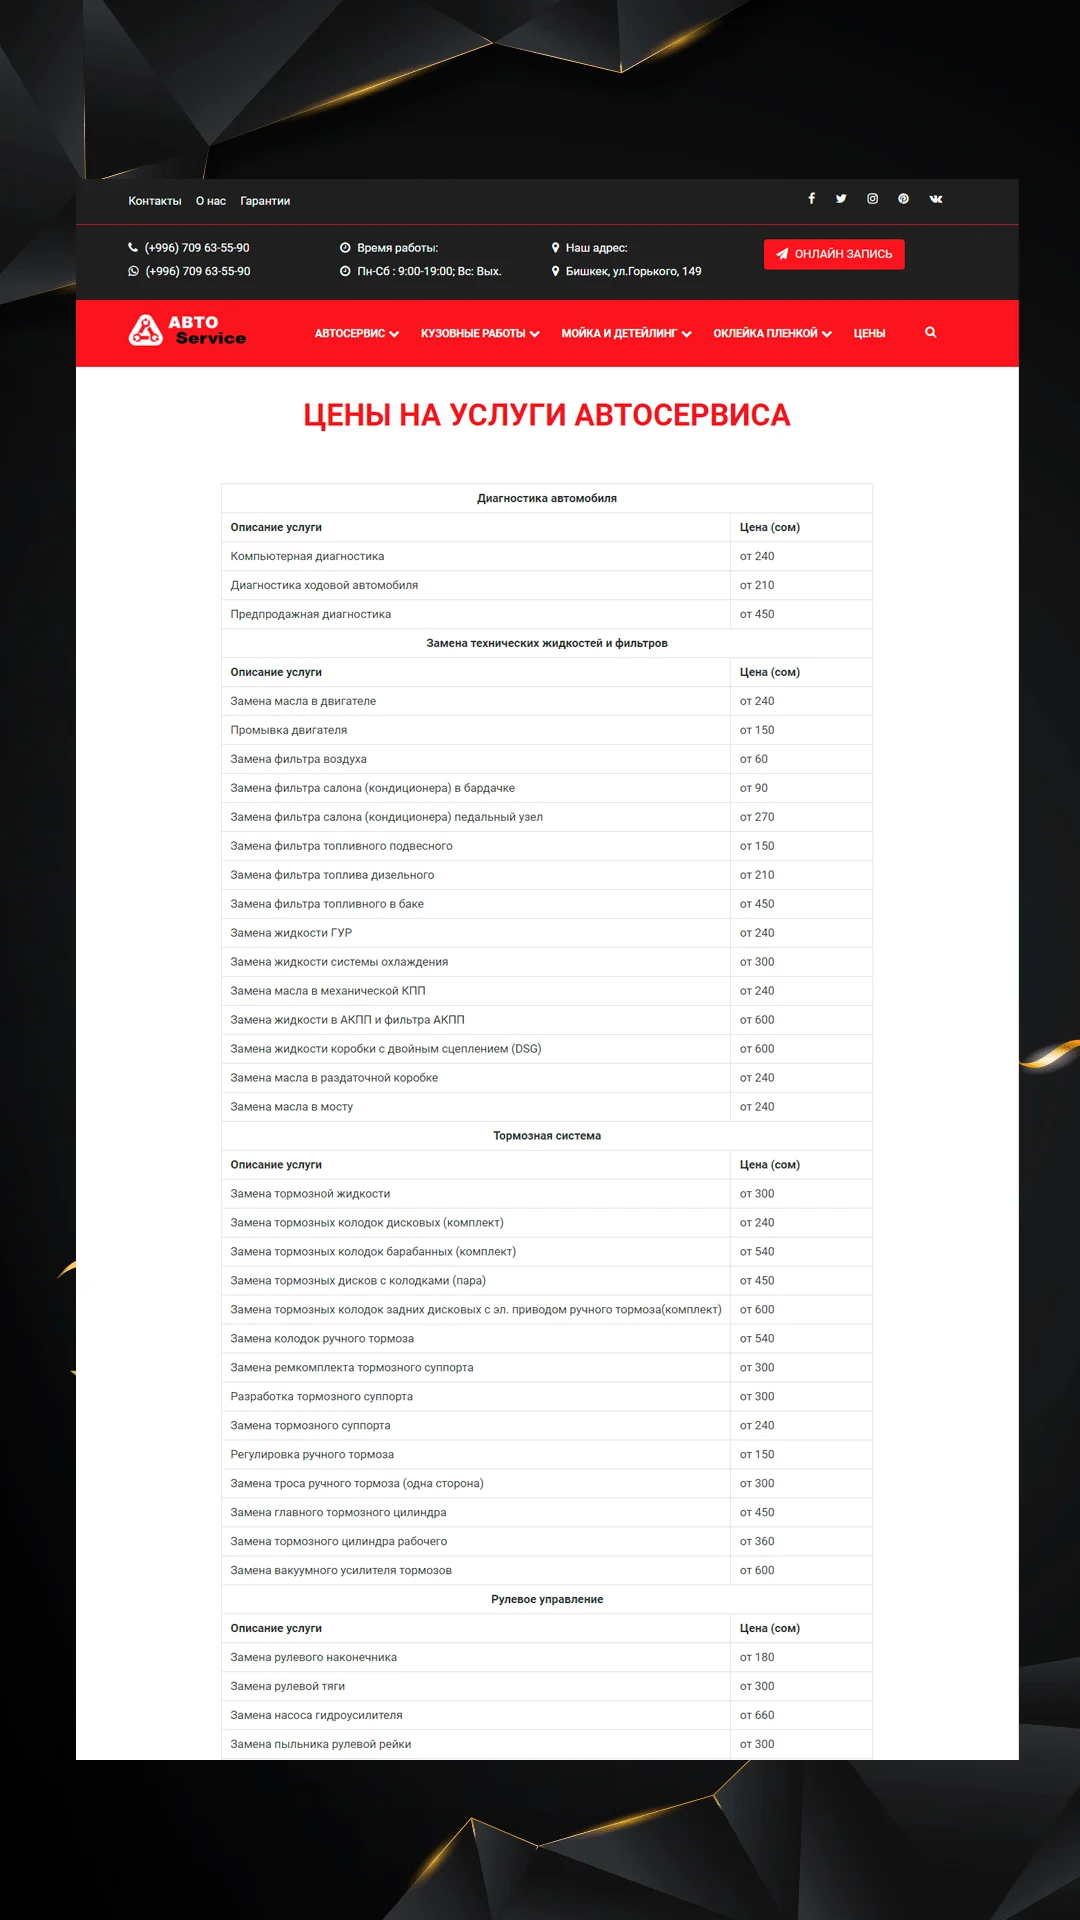 Контакты О нас Гарантии
(+996) 709 63-55-90 Время работы: Наш адрес: ОНЛАЙН ЗАПИСЬ
(+996) 709 63-55-90 Пн-Сб : 9:00-19:00; Вс: Вых. Бишкек, ул.Горького, 149
АВТО
Service
АВТОСЕРВИС КУЗОВНЫЕ РАБОТЫ МОЙКА И ДЕТЕЙЛИНГ ОКЛЕЙКА ПЛЕНКОЙ ЦЕНЫ
ЦЕНЫ НА УСЛУГИ АВТОСЕРВИСА
Диагностика автомобиля
Описание услуги Цена (сом)
Компьютерная диагностика от 240
Диагностика ходовой автомобиля от 210
Предпродажная диагностика от 450
Замена технических жидкостей и фильтров
Описание услуги Цена (сом)
Замена масла в двигателе от 240
Промывка двигателя от 150
Замена фильтра воздуха от 60
Замена фильтра салона (кондиционера) в бардачке от 90
Замена фильтра салона (кондиционера) педальный узел от 270
Замена фильтра топливного подвесного от 150
Замена фильтра топлива дизельного от 210
Замена фильтра топливного в баке от 450
Замена жидкости ГУР от 240
Замена жидкости системы охлаждения от 300
Замена масла в механической КПП от 240
Замена жидкости в АКПП и фильтра АКПП от 600
Замена жидкости коробки с двойным сцеплением (DSG) от 600
Замена масла в раздаточной коробке от 240
Замена масла в мосту от 240
Тормозная система
Описание услуги Цена (сом)
Замена тормозной жидкости от 300
Замена тормозных колодок дисковых (комплект) от 240
Замена тормозных колодок барабанных (комплект) от 540
Замена тормозных дисков с колодками (пара) от 450
Замена тормозных колодок задних дисковых с эл. приводом ручного тормоза(комплект) от 600
Замена колодок ручного тормоза от 540
Замена ремкомплекта тормозного суппорта от 300
Разработка тормозного суппорта от 300
Замена тормозного суппорта от 240
Регулировка ручного тормоза от 150
Замена троса ручного тормоза (одна сторона) от 300
Замена главного тормозного цилиндра от 450
Замена тормозного цилиндра рабочего от 360
Замена вакуумного усилителя тормозов от 600
Рулевое управление
Описание услуги Цена (сом)
Замена рулевого наконечника от 180
Замена рулевой тяги от 300
Замена насоса гидроусилителя от 660
Замена пыльника рулевой рейки от 300